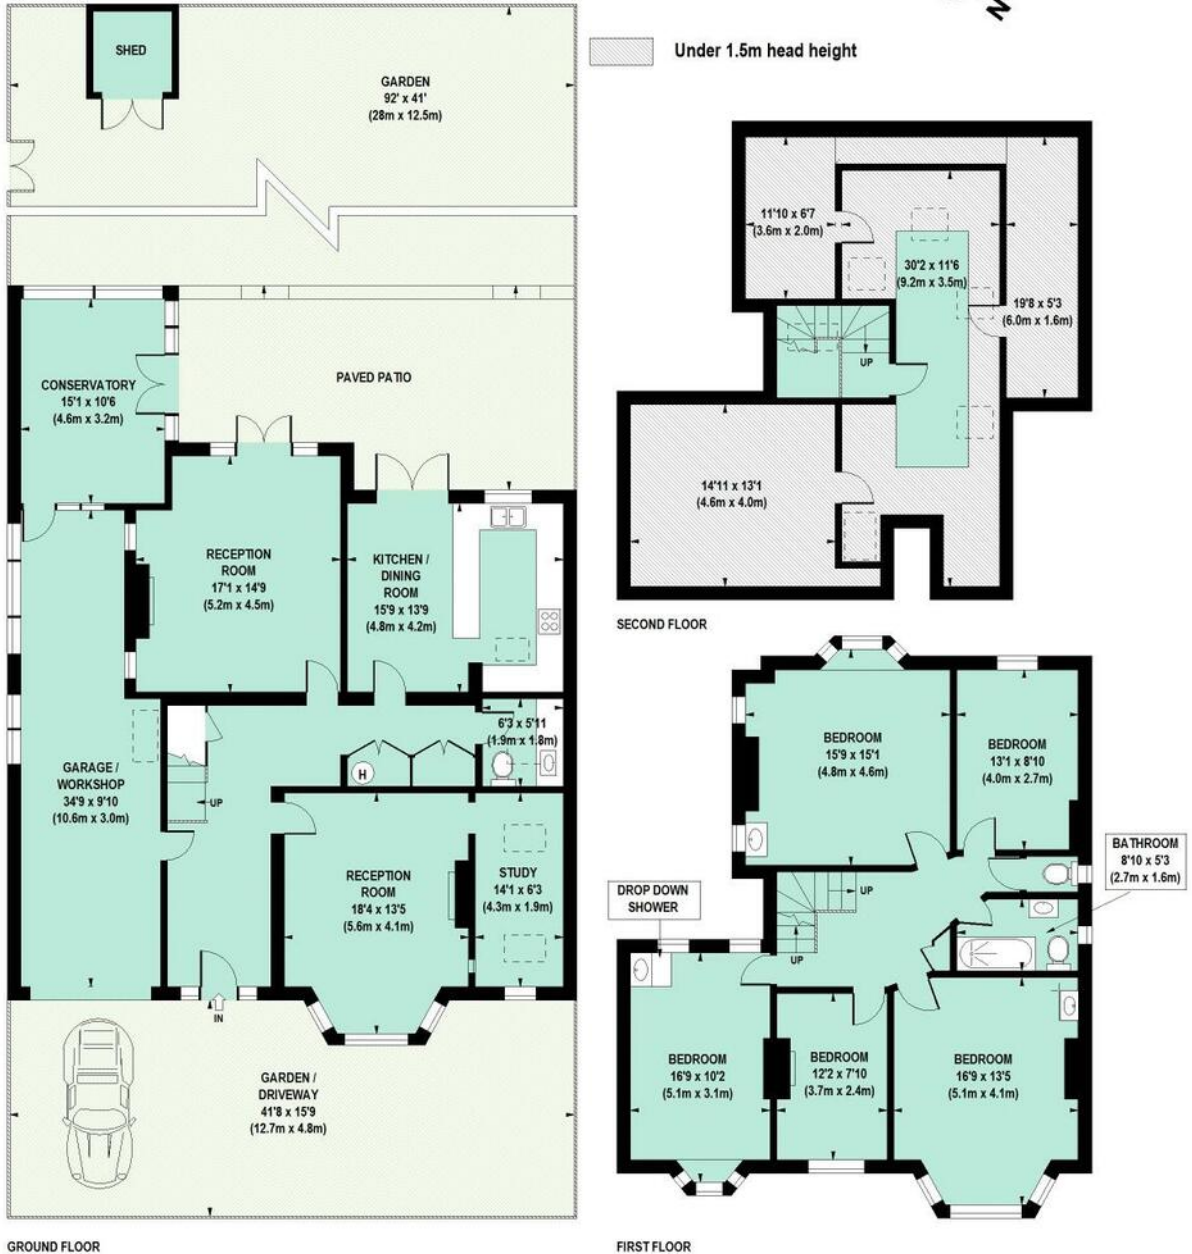 N
Under 1.5m head height
SHED
GARDEN
92' x 41'
(28m x 12.5m)
CONSERVATORY
15'1 x 10'6
(4.6m x 3.2m)
PAVED PATIO
RECEPTION
ROOM
17'1 x 14'9
(5.2m x 4.5m)
KITCHEN /
DINING
ROOM
15'9 x 13'9
(4.8m x 4.2m)
6'3 x 5'11
(1.9m x 1.8m)
H
GARAGE /
WORKSHOP
34'9 x 9'10
(10.6m x 3.0m)
UP
RECEPTION
ROOM
18'4 x 13'5
(5.6m x 4.1m)
STUDY
14'1 x 6'3
(4.3m x 1.9m)
IN
GARDEN /
DRIVEWAY
41'8 x 15'9
(12.7m x 4.8m)
GROUND FLOOR
11'10 x 6'7
(3.6m x 2.0m)
30'2 x 11'6
(9.2m x 3.5m)
19'8 x 5'3
(6.0m x 1.6m)
UP
14'11 x 13'1
(4.6m x 4.0m)
SECOND FLOOR
BEDROOM
15'9 x 15'1
(4.8m x 4.6m)
BEDROOM
13'1 x 8'10
(4.0m x 2.7m)
BATHROOM
8'10 x 5'3
(2.7m x 1.6m)
DROP DOWN
SHOWER
UP
UP
BEDROOM
16'9 x 10'2
(5.1m x 3.1m)
BEDROOM
12'2 x 7'10
(3.7m x 2.4m)
BEDROOM
16'9 x 13'5
(5.1m x 4.1m)
FIRST FLOOR